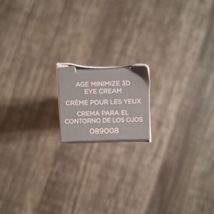 AGE MINIMIZE 3D
EYE CREAM
CRÈME POUR LES YEUX
CREMA PARA EL
CONTORNO DE LOS OJOS
089008